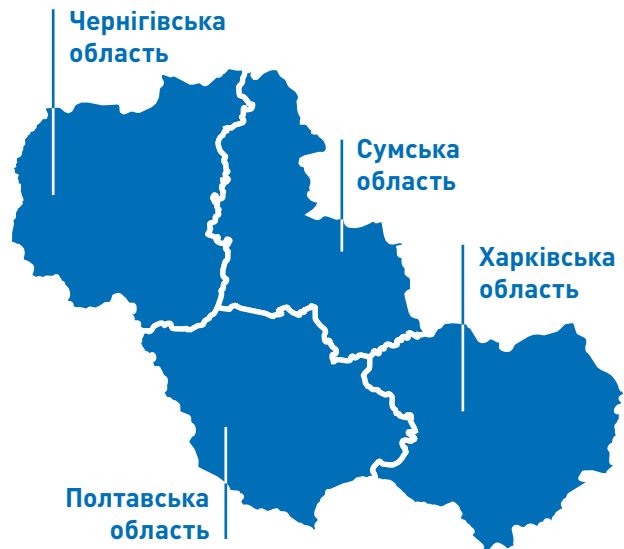 Чернігівська
область
Сумська
область
Харківська
область
Полтавська
область